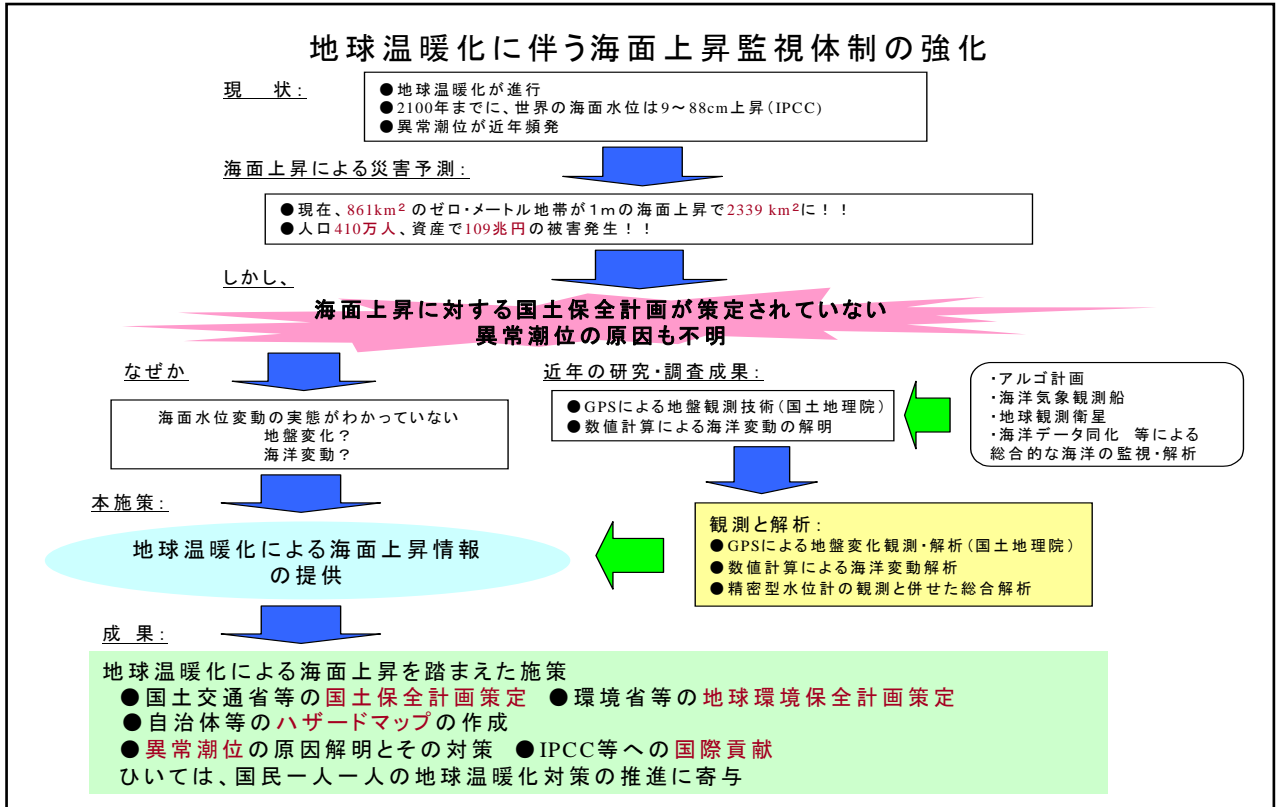 地球温暖化に伴う海面上昇監視体制の強化
現　状：
●地球温暖化が進行
●2100年までに、世界の海面水位は9～88cm上昇（IPCC）
●異常潮位が近年頻発
海面上昇による災害予測：
●現在、861km²のゼロ・メートル地帯が１ｍの海面上昇で2339 km²に！！
●人口410万人、資産で109兆円の被害発生！！
しかし、
海面上昇に対する国土保全計画が策定されていない
異常潮位の原因も不明
なぜか
海面水位変動の実態がわかっていない
地盤変化？
海洋変動？
近年の研究・調査成果：
●GPSによる地盤観測技術（国土地理院）
●数値計算による海洋変動の解明
・アルゴ計画
・海洋気象観測船
・地球観測衛星
・海洋データ同化　等による
総合的な海洋の監視・解析
本施策：
地球温暖化による海面上昇情報
の提供
観測と解析：
●GPSによる地盤変化観測・解析（国土地理院）
●数値計算による海洋変動解析
●精密型水位計の観測と併せた総合解析
成　果：
地球温暖化による海面上昇を踏まえた施策
●国土交通省等の国土保全計画策定　●環境省等の地球環境保全計画策定
●自治体等のハザードマップの作成
●異常潮位の原因解明とその対策　●IPCC等への国際貢献
ひいては、国民一人一人の地球温暖化対策の推進に寄与